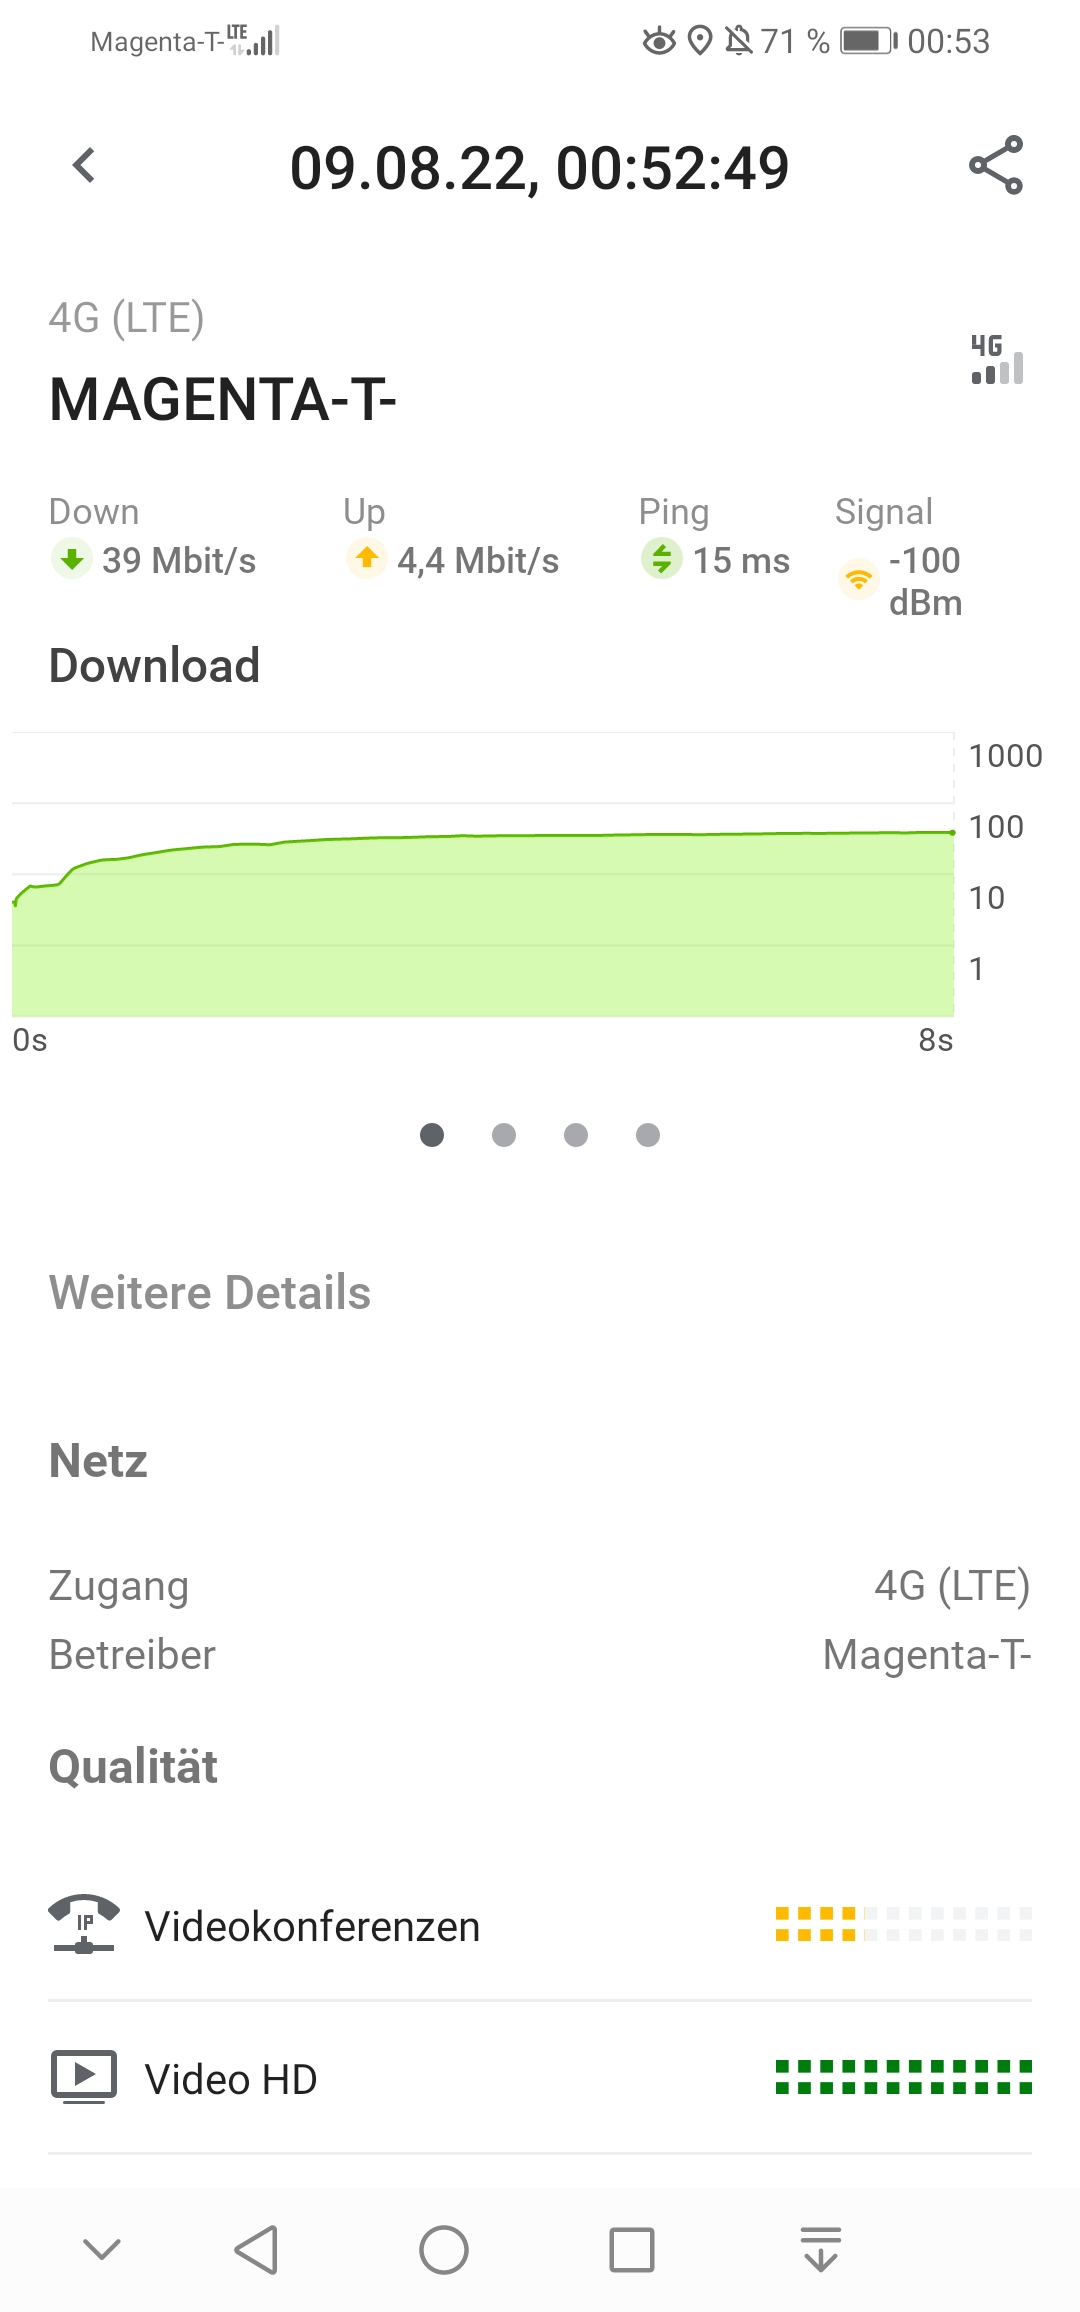 Magenta-T- LTE 71 % 00:53
09.08.22, 00:52:49
4G (LTE)
4G
MAGENTA-T-
Down Up Ping Signal
39 Mbit/s 4,4 Mbit/s 15 ms -100
dBm
Download
1000
100
10
1
0s 8s
Weitere Details
Netz
Zugang 4G (LTE)
Betreiber Magenta-T-
Qualität
IP Videokonferenzen
Video HD